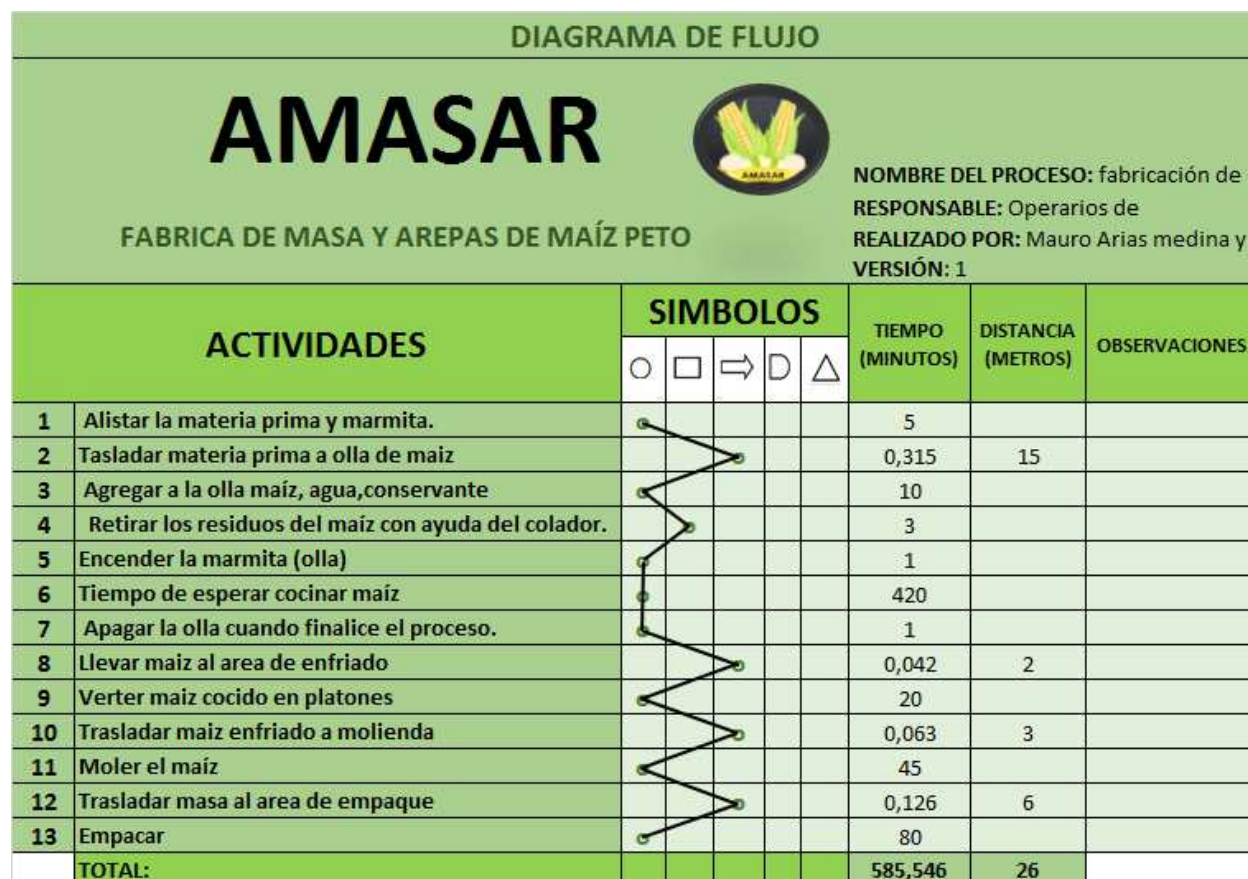 DIAGRAMA DE FLUJO
AMASAR
AMASAR
NOMBRE DEL PROCESO: fabricación de
RESPONSABLE: Operarios de
FABRICA DE MASA Y AREPAS DE MAÍZ PETO
REALIZADO POR: Mauro Arias medina y
VERSIÓN: 1
ACTIVIDADES SIMBOLOS TIEMPO (MINUTOS) DISTANCIA (METROS) OBSERVACIONES
1 Alistar la materia prima y marmita. 5
2 Tasladar materia prima a olla de maiz 0,315 15
3 Agregar a la olla maíz, agua,conservante 10
4 Retirar los residuos del maíz con ayuda del colador. 3
5 Encender la marmita (olla) 1
6 Tiempo de esperar cocinar maíz 420
7 Apagar la olla cuando finalice el proceso. 1
8 Llevar maiz al area de enfriado 0,042 2
9 Verter maiz cocido en platones 20
10 Trasladar maiz enfriado a molienda 0,063 3
11 Moler el maíz 45
12 Trasladar masa al area de empaque 0,126 6
13 Empacar 80
TOTAL: 585,546 26